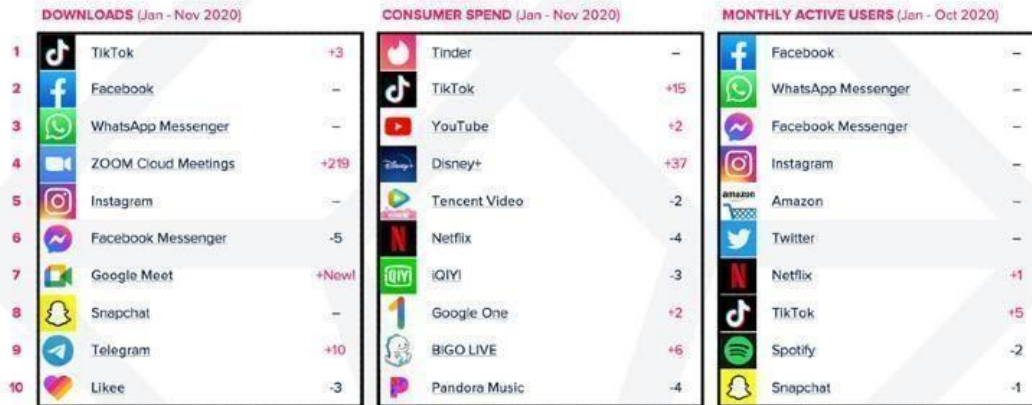 DOWNLOADS (Jan - Nov 2020)
1 TikTok +3
2 Facebook –
3 WhatsApp Messenger –
4 ZOOM Cloud Meetings +219
5 Instagram –
6 Facebook Messenger -5
7 Google Meet +New!
8 Snapchat –
9 Telegram +10
10 Likee -3
CONSUMER SPEND (Jan - Nov 2020)
Tinder –
TikTok +15
YouTube +2
Disney+ Disney+ +37
Tencent Video -2
N Netflix -4
iQIY iQIYI -3
Google One +2
BIGO LIVE +6
Pandora Music -4
MONTHLY ACTIVE USERS (Jan - Oct 2020)
Facebook –
WhatsApp Messenger –
Facebook Messenger –
Instagram –
amazon Amazon –
Twitter –
N Netflix +1
TikTok +5
Spotify -2
Snapchat -1